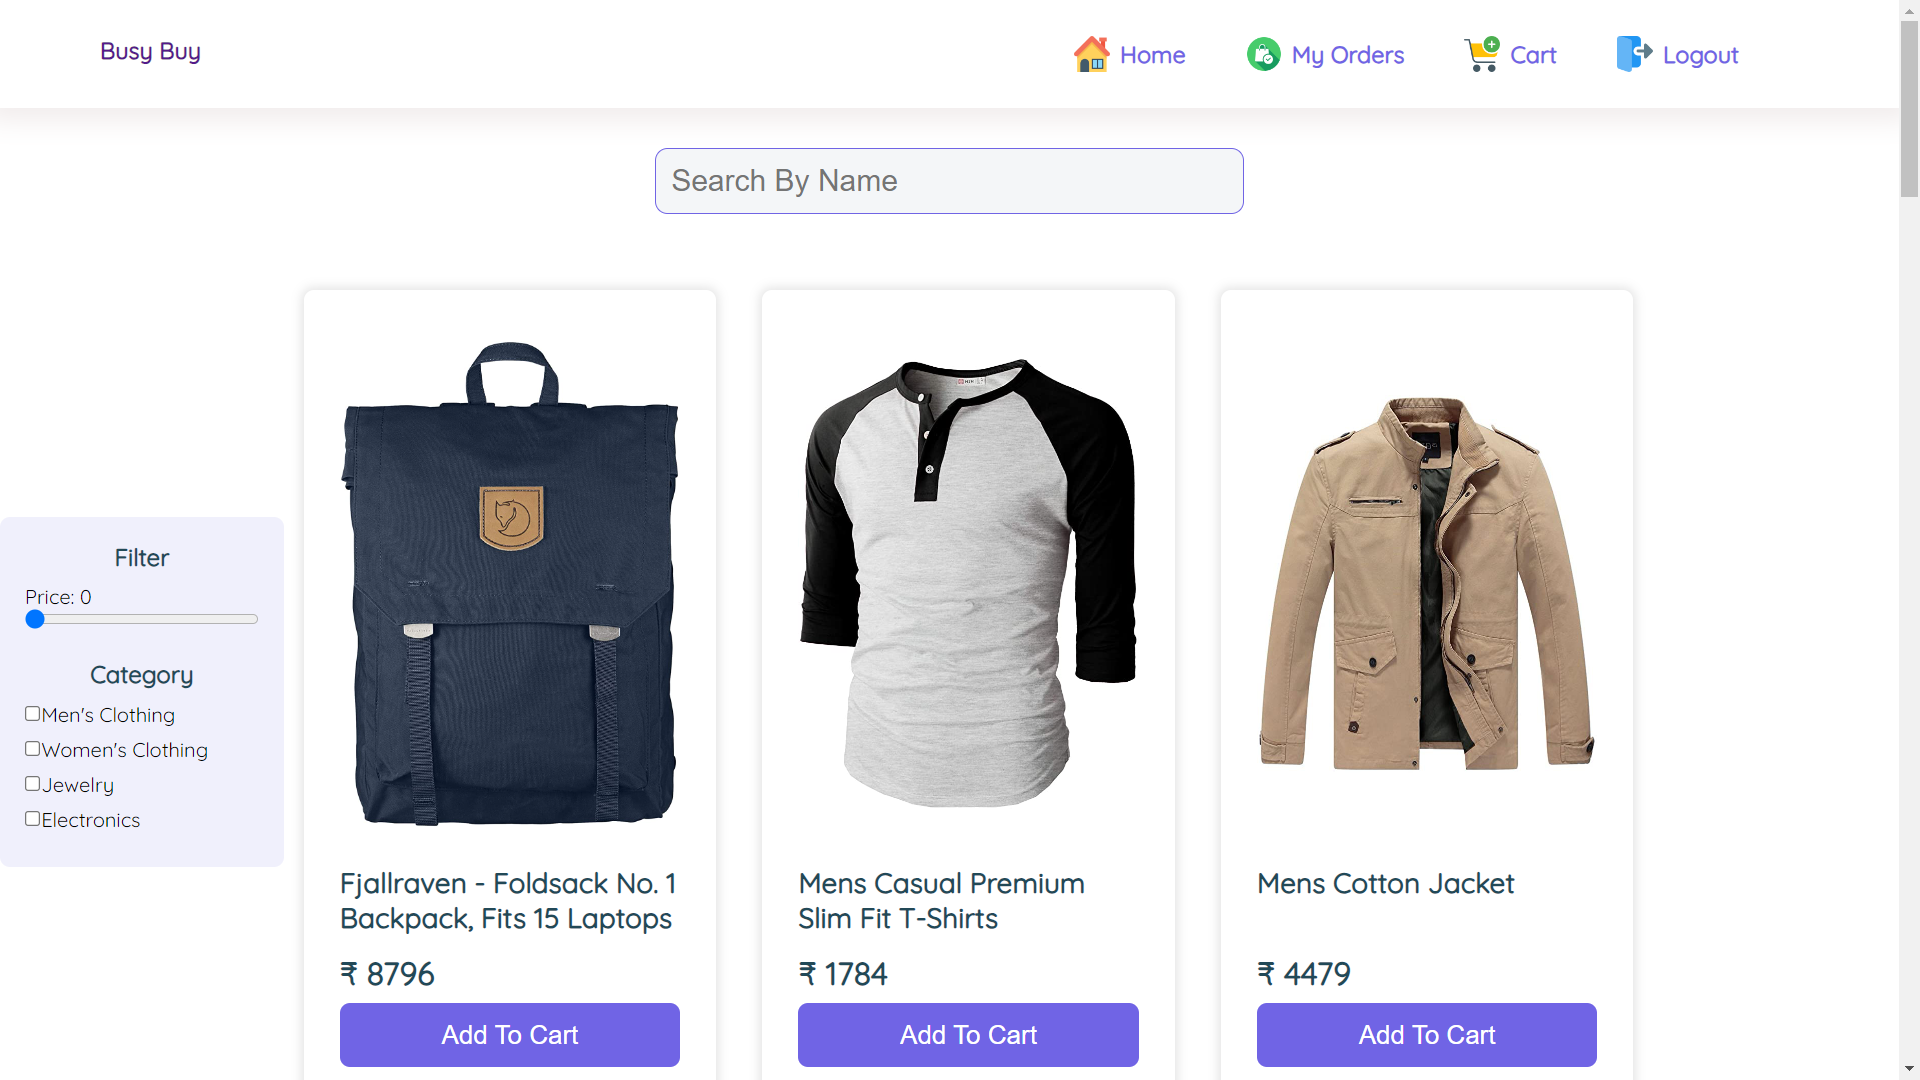 Busy Buy
Home
My Orders
Cart
Logout
Search By Name
Filter
Price: 0
Category
Men's Clothing
Women's Clothing
Jewelry
Electronics
Fjallraven - Foldsack No. 1
Backpack, Fits 15 Laptops
₹ 8796
Add To Cart
Mens Casual Premium
Slim Fit T-Shirts
₹ 1784
Add To Cart
Mens Cotton Jacket
₹ 4479
Add To Cart